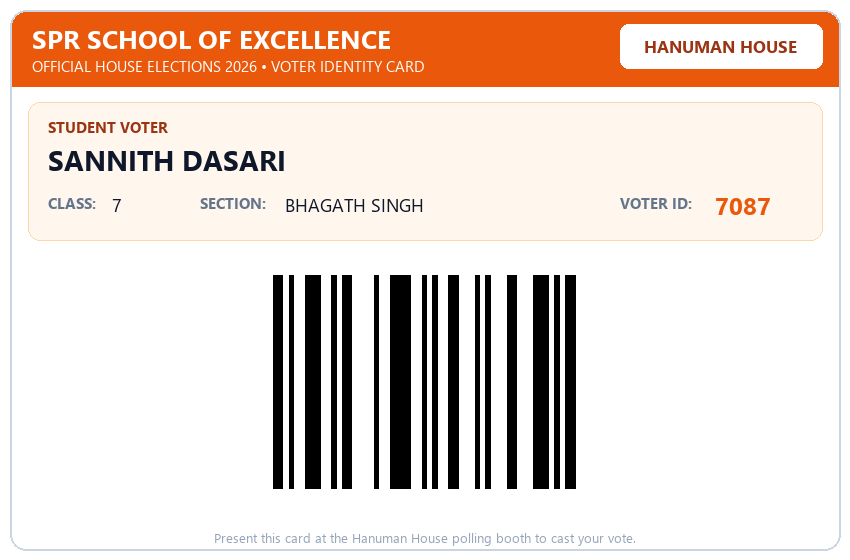 SPR SCHOOL OF EXCELLENCE
OFFICIAL HOUSE ELECTIONS 2026 • VOTER IDENTITY CARD
HANUMAN HOUSE
STUDENT VOTER
SANNITH DASARI
CLASS: 7 SECTION: BHAGATH SINGH VOTER ID: 7087
Present this card at the Hanuman House polling booth to cast your vote.